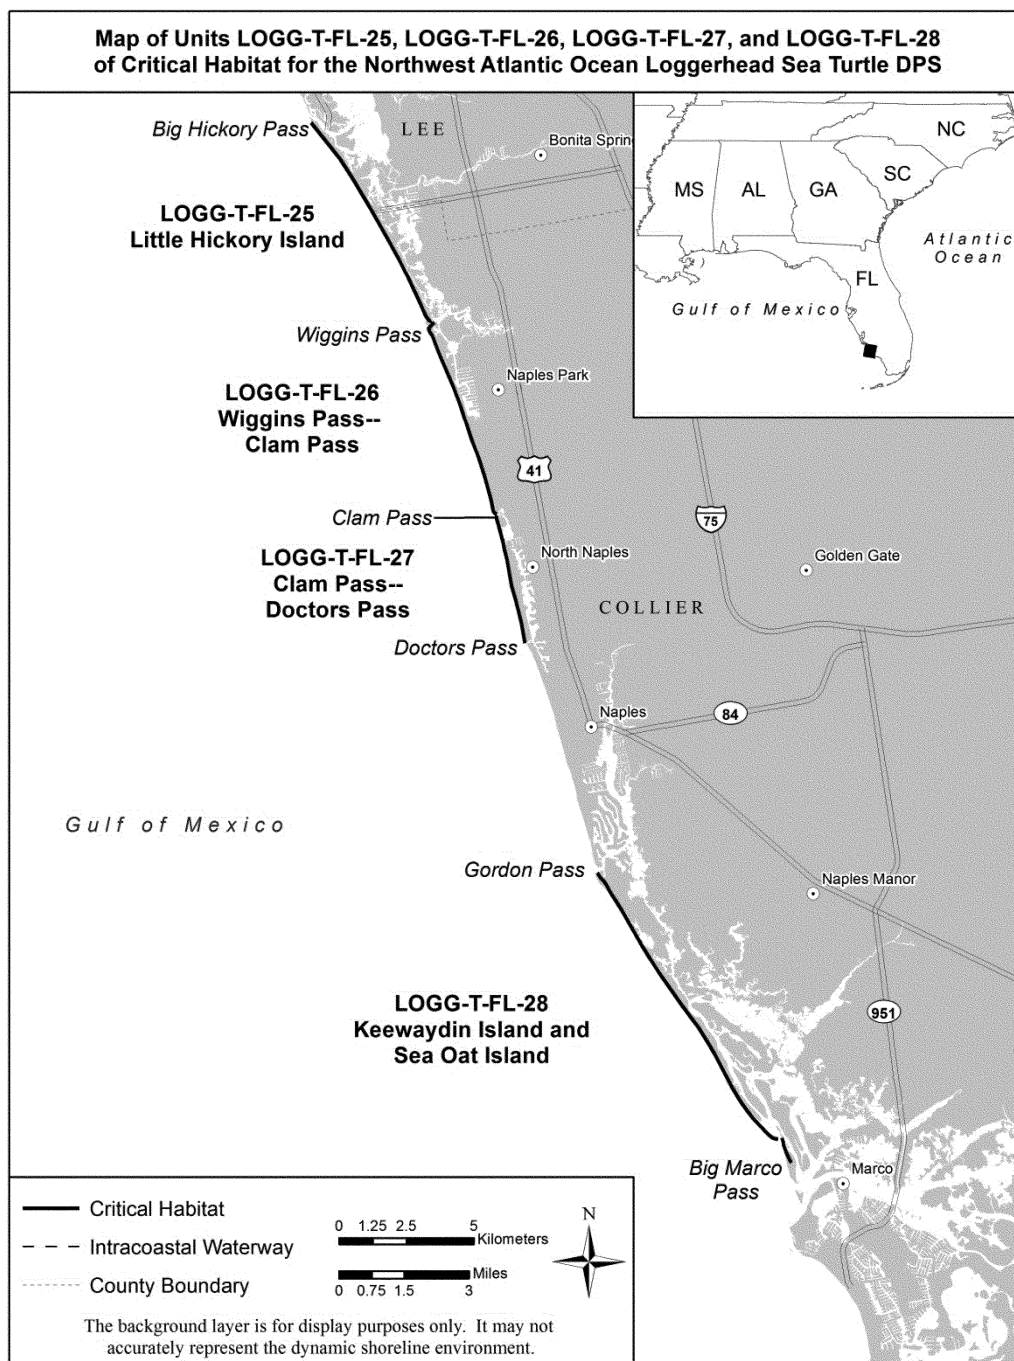 Map of Units LOGG-T-FL-25, LOGG-T-FL-26, LOGG-T-FL-27, and LOGG-T-FL-28
of Critical Habitat for the Northwest Atlantic Ocean Loggerhead Sea Turtle DPS
Big Hickory Pass
LEE
Bonita Sprin
NC
SC
MS
AL
GA
Atlantic
Ocean
FL
Gulf of Mexico
LOGG-T-FL-25
Little Hickory Island
Wiggins Pass
Naples Park
LOGG-T-FL-26
Wiggins Pass--
Clam Pass
41
Clam Pass
75
North Naples
Golden Gate
LOGG-T-FL-27
Clam Pass--
Doctors Pass
COLLIER
Doctors Pass
Naples
84
Gulf of Mexico
Gordon Pass
Naples Manor
LOGG-T-FL-28
Keewaydin Island and
Sea Oat Island
951
Big Marco
Pass
Marco
Critical Habitat
Intracoastal Waterway
County Boundary
0 1.25 2.5 5
Kilometers
Miles
0 0.75 1.5 3
N
The background layer is for display purposes only. It may not
accurately represent the dynamic shoreline environment.